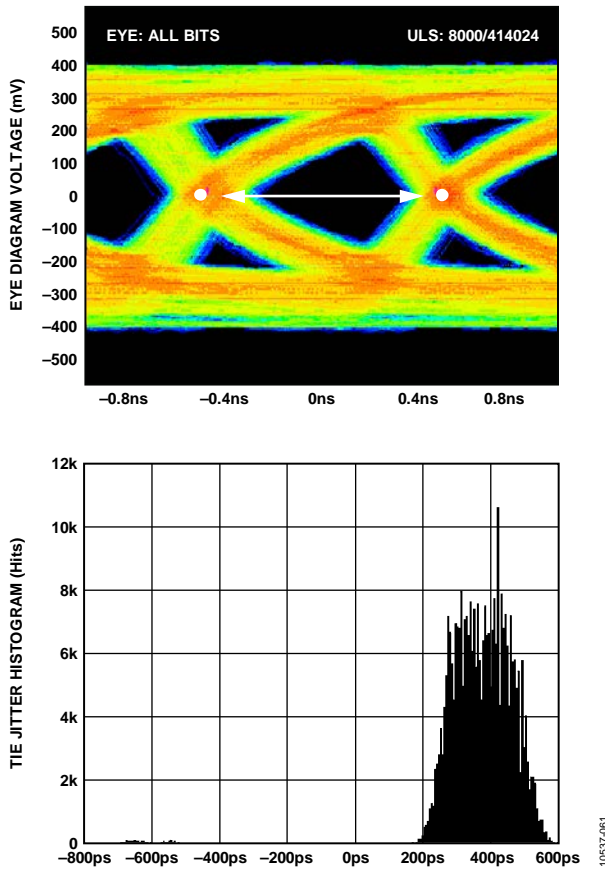 EYE: ALL BITS ULS: 8000/414024
EYE DIAGRAM VOLTAGE (mV)
500
400
300
200
100
0
–100
–200
–300
–400
–500
–0.8ns –0.4ns 0ns 0.4ns 0.8ns
TIE JITTER HISTOGRAM (Hits)
12k
10k
8k
6k
4k
2k
0
–800ps –600ps –400ps –200ps 0ps 200ps 400ps 600ps
10537-061